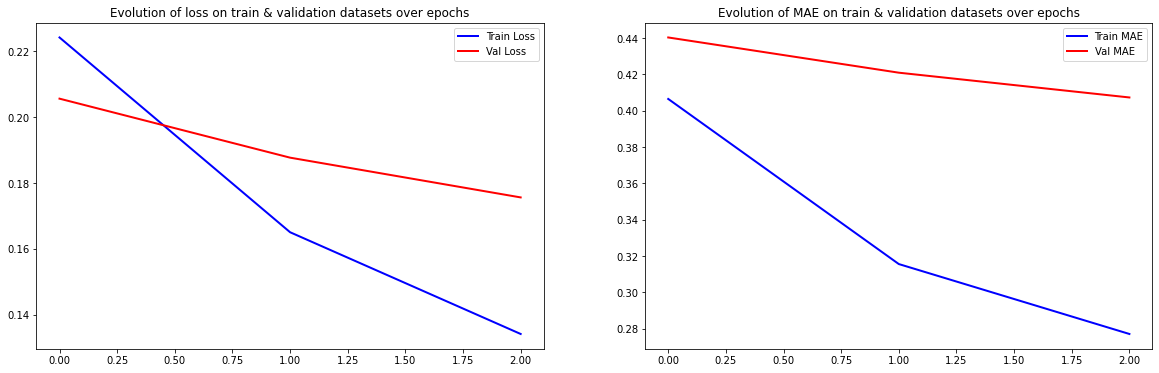 Evolution of loss on train & validation datasets over epochs
Train Loss
Val Loss
0.22
0.20
0.18
0.16
0.14
0.00 0.25 0.50 0.75 1.00 1.25 1.50 1.75 2.00
Evolution of MAE on train & validation datasets over epochs
Train MAE
Val MAE
0.44
0.42
0.40
0.38
0.36
0.34
0.32
0.30
0.28
0.00 0.25 0.50 0.75 1.00 1.25 1.50 1.75 2.00